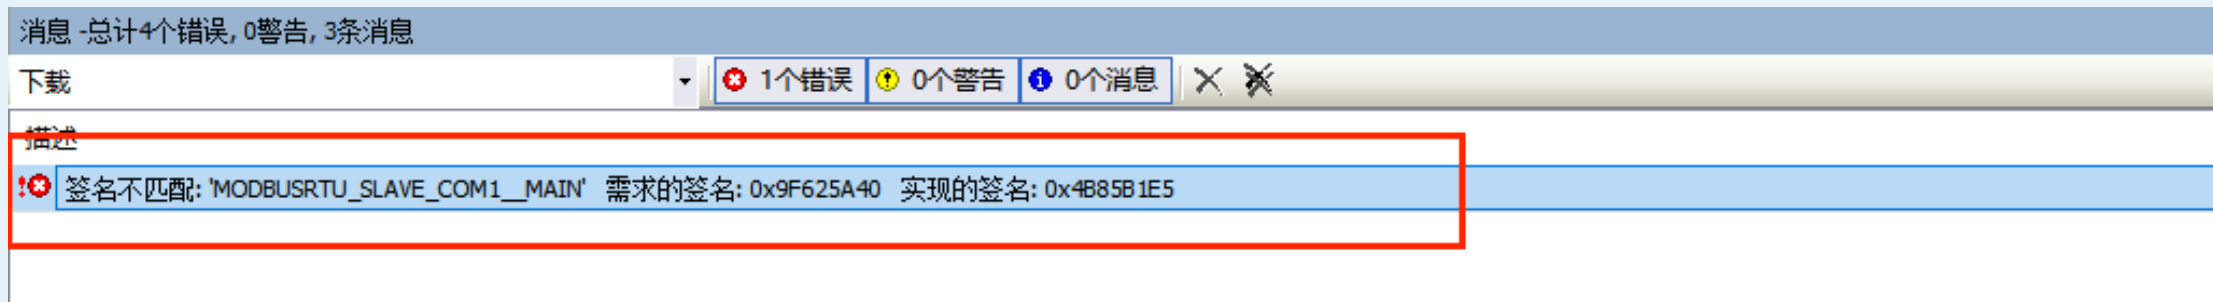 消息 -总计4个错误, 0警告, 3条消息
下载 1个错误 0个警告 0个消息
描述
签名不匹配: 'MODBUSRTU_SLAVE_COM1__MAIN' 需求的签名: 0x9F625A40 实现的签名: 0x4B85B1E5